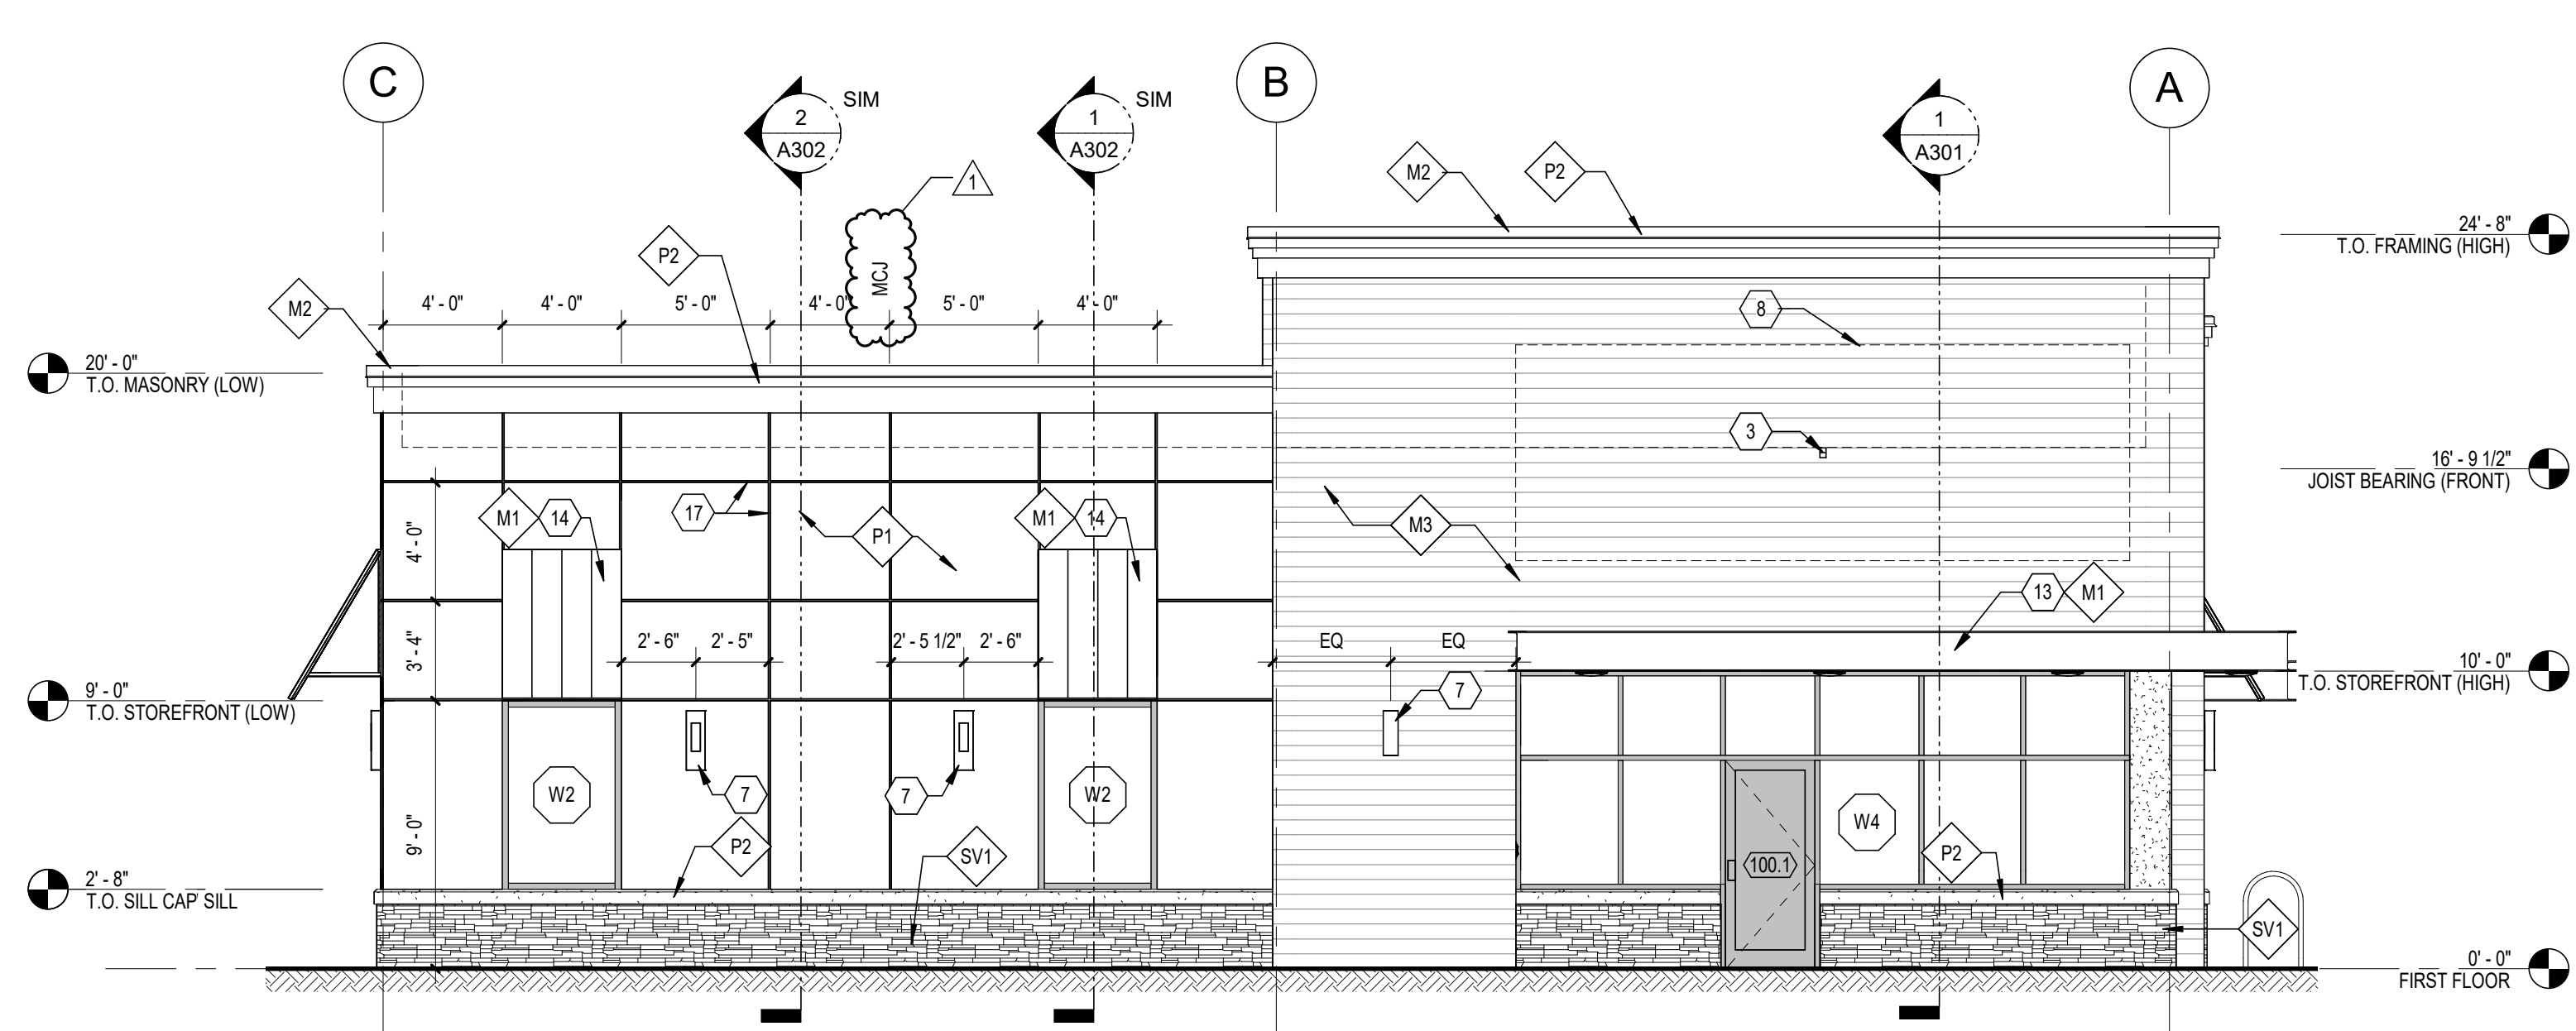 C
B
A
2
A302
SIM
1
A302
SIM
1
A301
1
MCJ
M2
P2
P2
M2
24' - 8"
T.O. FRAMING (HIGH)
4' - 0"
4' - 0"
5' - 0"
4' - 0"
5' - 0"
4' - 0"
8
20' - 0"
T.O. MASONRY (LOW)
3
16' - 9 1/2"
JOIST BEARING (FRONT)
M1
14
17
P1
M1
14
M3
4' - 0"
13
M1
3' - 4"
2' - 6"
2' - 5"
2' - 5 1/2"
2' - 6"
EQ
EQ
10' - 0"
T.O. STOREFRONT (HIGH)
9' - 0"
T.O. STOREFRONT (LOW)
7
W2
7
7
W2
W4
9' - 0"
P2
SV1
P2
100.1
2' - 8"
T.O. SILL CAP' SILL
SV1
0' - 0"
FIRST FLOOR